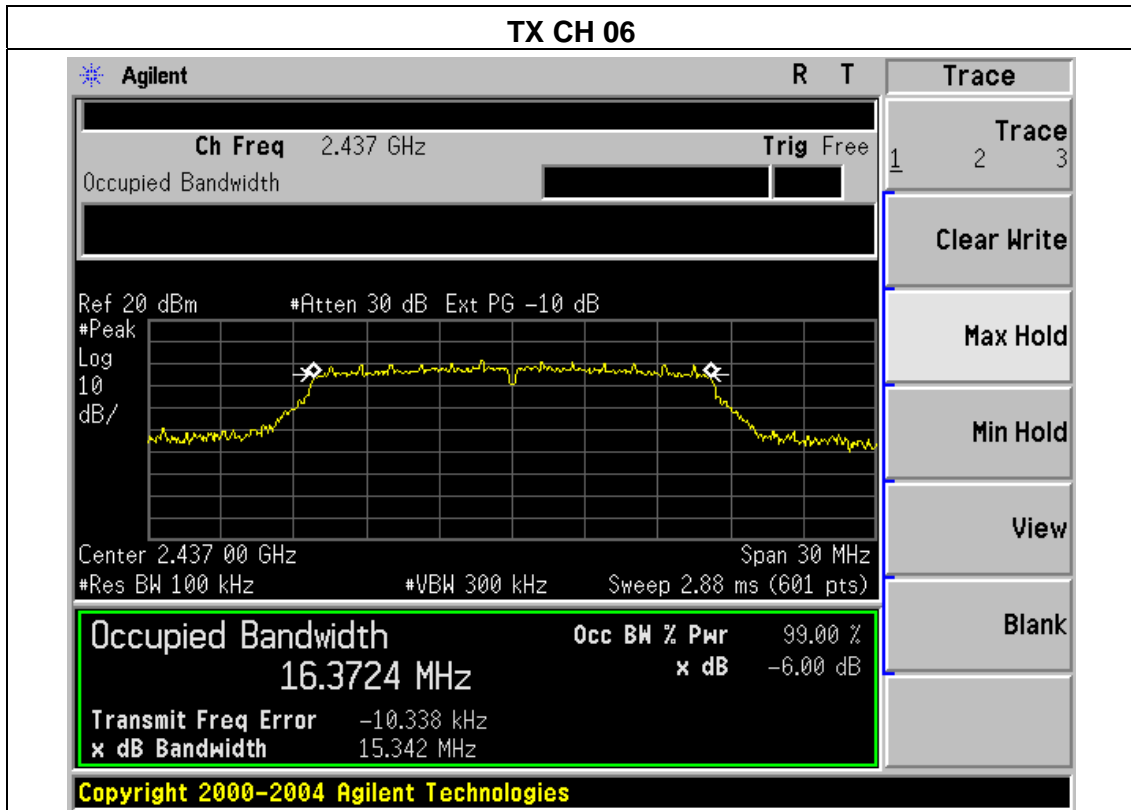 TX CH 06
Agilent R T Trace
Ch Freq 2.437 GHz Trig Free
Occupied Bandwidth
Trace
1 2 3
Clear Write
Max Hold
Min Hold
View
Blank
Ref 20 dBm #Atten 30 dB Ext PG -10 dB
#Peak
Log
10
dB/
Center 2.437 00 GHz Span 30 MHz
#Res BW 100 kHz #VBW 300 kHz Sweep 2.88 ms (601 pts)
Occupied Bandwidth Occ BW % Pwr 99.00 %
16.3724 MHz x dB -6.00 dB
Transmit Freq Error -10.338 kHz
x dB Bandwidth 15.342 MHz
Copyright 2000-2004 Agilent Technologies